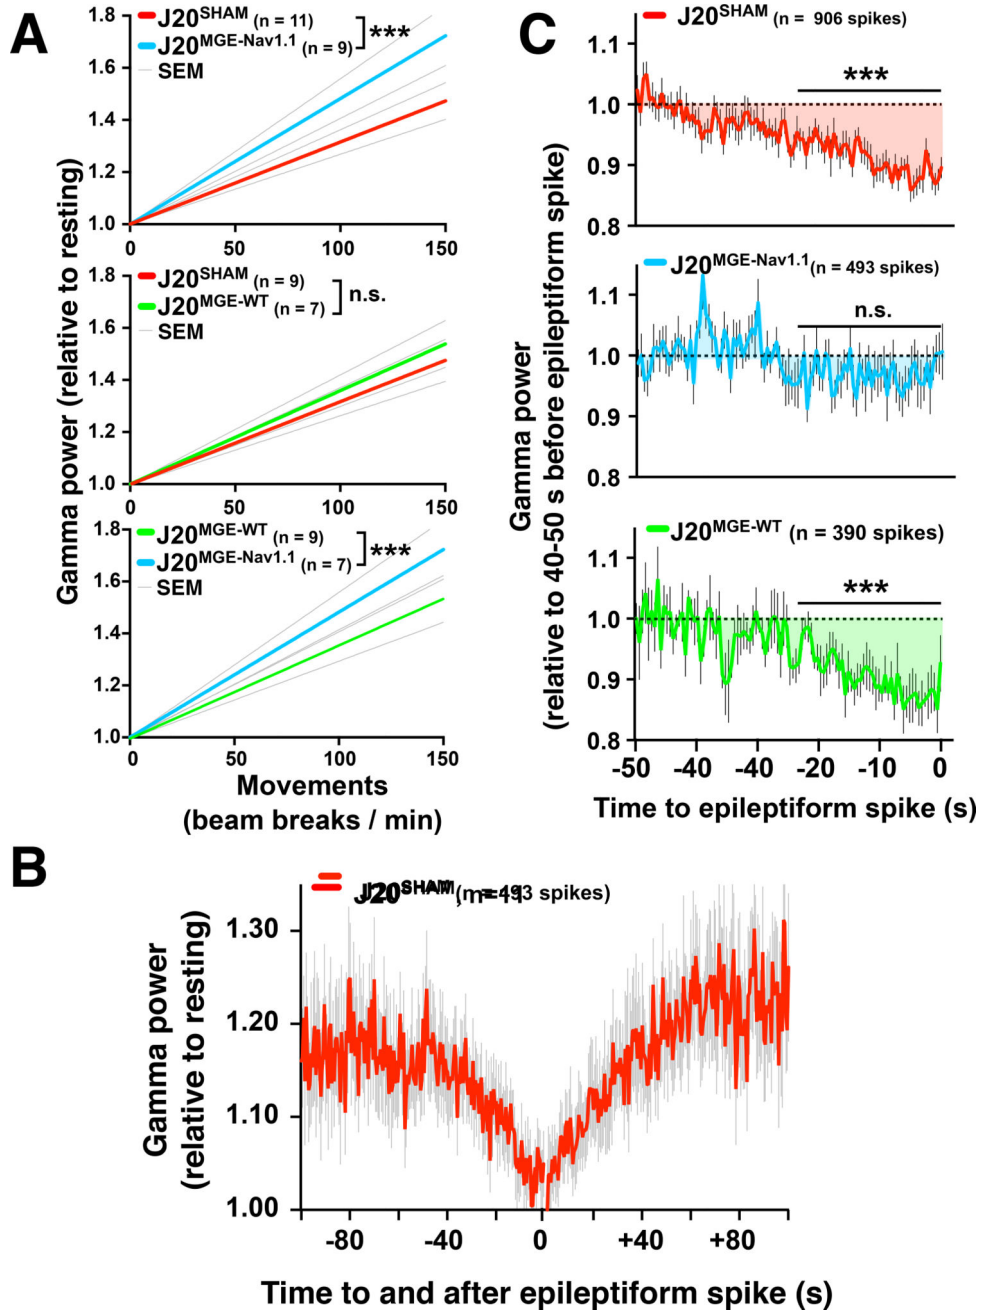 A
Gamma power (relative to resting)
J20SHAM (n = 11)
J20MGE-Nav1.1 (n = 9)
SEM
***
1.8
1.6
1.4
1.2
1.0
0 50 100 150
J20SHAM (n = 9)
J20MGE-WT (n = 7)
SEM
n.s.
1.8
1.6
1.4
1.2
1.0
0 50 100 150
J20MGE-WT (n = 9)
J20MGE-Nav1.1 (n = 7)
SEM
***
1.8
1.6
1.4
1.2
1.0
0 50 100 150
Movements
(beam breaks / min)
C
Gamma power
(relative to 40-50 s before epileptiform spike)
J20SHAM (n = 906 spikes)
***
1.1
1.0
0.9
0.8
J20MGE-Nav1.1 (n = 493 spikes)
n.s.
1.1
1.0
0.9
0.8
J20MGE-WT (n = 390 spikes)
***
1.1
1.0
0.9
0.8
-50 -40 -30 -20 -10 0
Time to epileptiform spike (s)
B
Gamma power
(relative to resting)
J20SHAM
spikes)
1.30
1.20
1.10
1.00
-80 -40 0 +40 +80
Time to and after epileptiform spike (s)